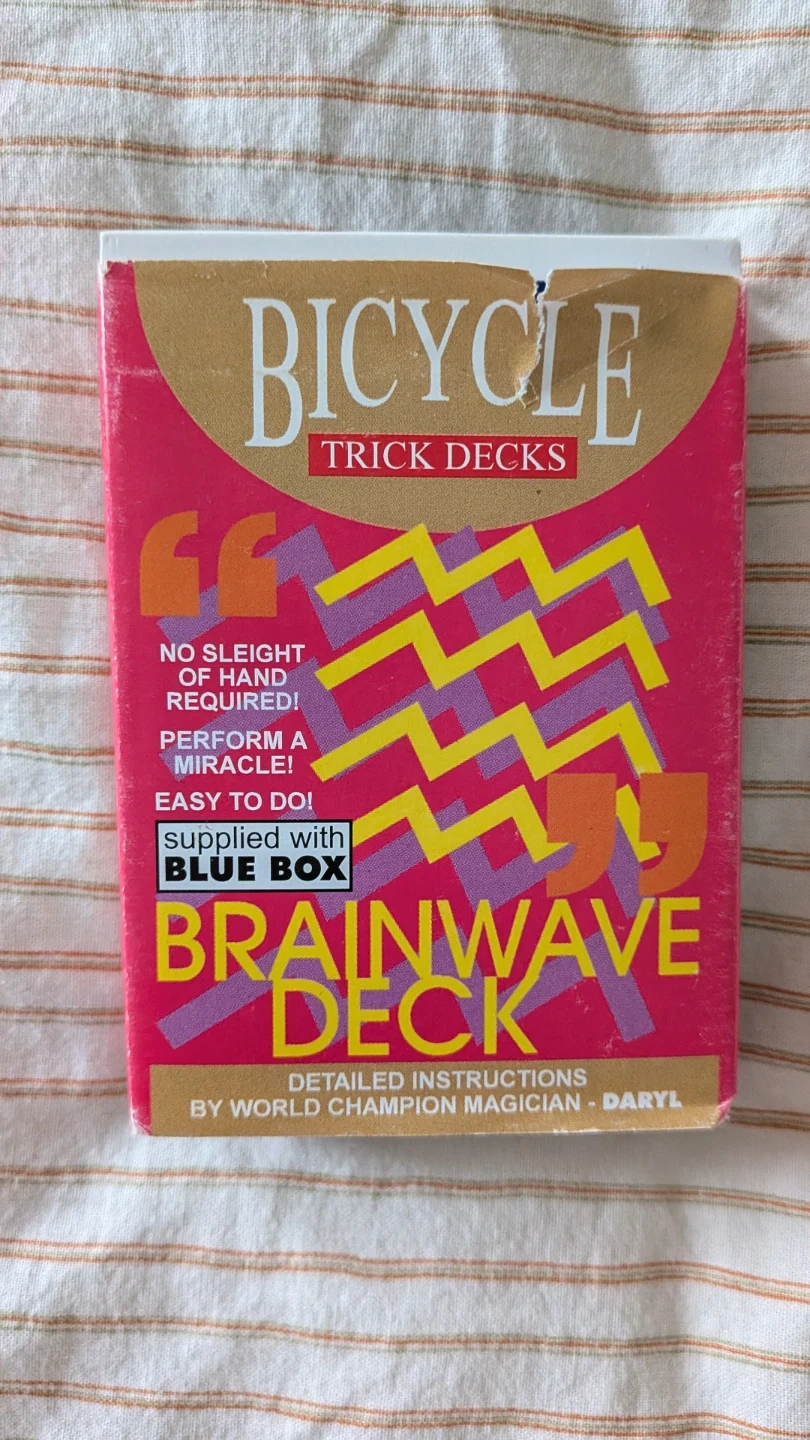 BICYCLE
TRICK DECKS
“
NO SLEIGHT
OF HAND
REQUIRED!
PERFORM A
MIRACLE!
EASY TO DO!
”
supplied with
BLUE BOX
BRAINWAVE
DECK
DETAILED INSTRUCTIONS
BY WORLD CHAMPION MAGICIAN - DARYL